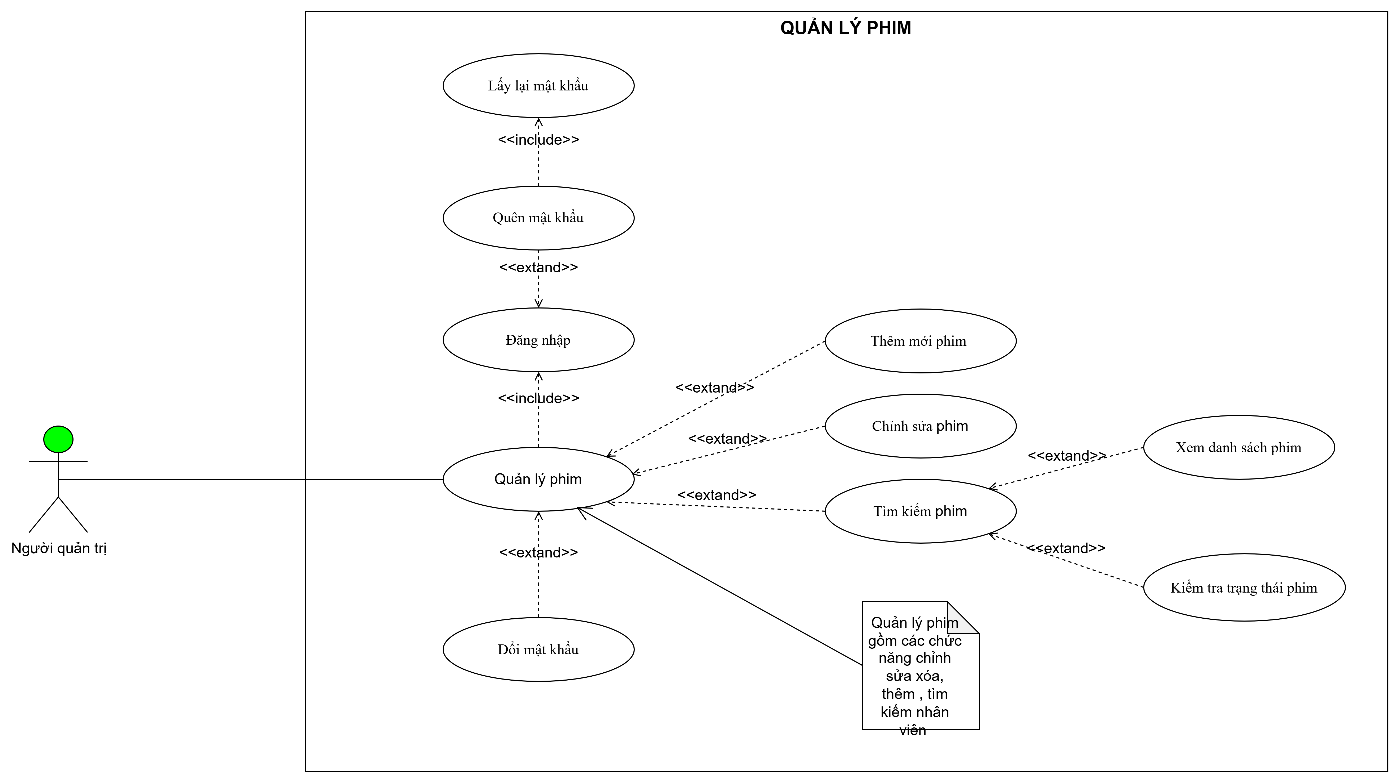 QUẢN LÝ PHIM
Lấy lại mật khẩu
<<include>>
Quên mật khẩu
<<extand>>
Đăng nhập
<<include>>
Thêm mới phim
<<extand>>
Chỉnh sửa phim
<<extand>>
Xem danh sách phim
<<extand>>
Quản lý phim
<<extand>>
Tìm kiếm phim
Người quản trị
<<extand>>
<<extand>>
Kiểm tra trạng thái phim
Đổi mật khẩu
Quản lý phim
gồm các chức
năng chỉnh
sửa xóa,
thêm , tìm
kiếm nhân
viên